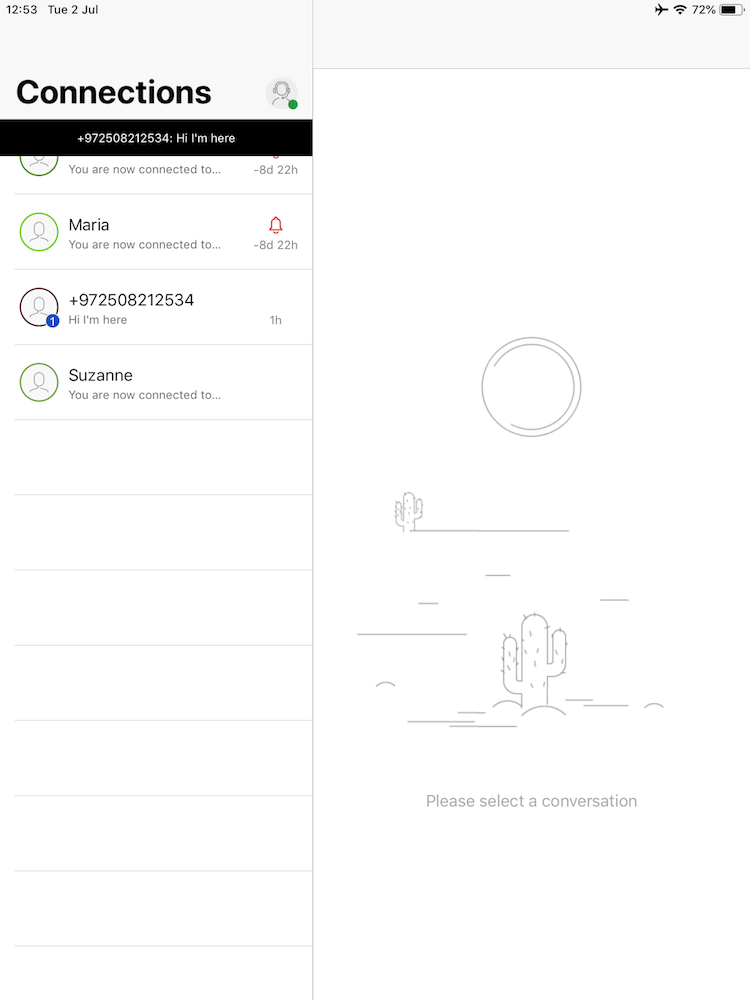 12:53 Tue 2 Jul
72%
Connections
+972508212534: Hi I'm here
You are now connected to...
-8d 22h
Maria
You are now connected to...
-8d 22h
+972508212534
1
Hi I'm here
1h
Suzanne
You are now connected to...
Please select a conversation